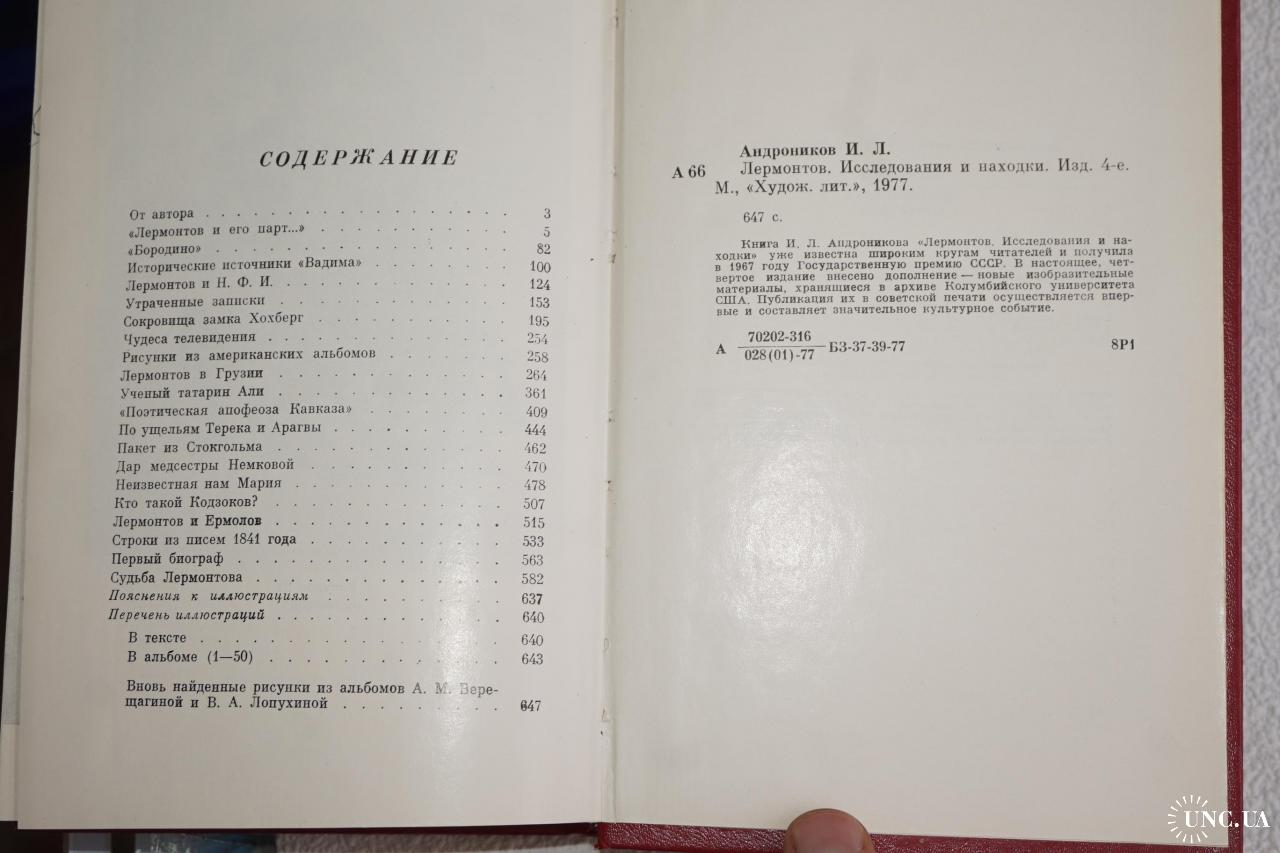 СОДЕРЖАНИЕ
От автора . . . . . . . . . . . . . . . . . . 3
«Лермонтов и его парт...» . . . . . . . . . . . 5
«Бородино» . . . . . . . . . . . . . . . . . 82
Исторические источники «Вадима» . . . . . . . . 100
Лермонтов и Н. Ф. И. . . . . . . . . . . . . . 124
Утраченные записки . . . . . . . . . . . . . 153
Сокровища замка Хохберг . . . . . . . . . . . 195
Чудеса телевидения . . . . . . . . . . . . . 254
Рисунки из американских альбомов . . . . . . . 258
Лермонтов в Грузии . . . . . . . . . . . . . 264
Ученый татарин Али . . . . . . . . . . . . . 361
«Поэтическая апофеоза Кавказа» . . . . . . . . 409
По ущельям Терека и Арагвы . . . . . . . . . . 444
Пакет из Стокгольма . . . . . . . . . . . . . 462
Дар медсестры Немковой . . . . . . . . . . . 470
Неизвестная нам Мария . . . . . . . . . . . . 478
Кто такой Кодзоков? . . . . . . . . . . . . . 507
Лермонтов и Ермолов . . . . . . . . . . . . . 515
Строки из писем 1841 года . . . . . . . . . . . 533
Первый биограф . . . . . . . . . . . . . . . 563
Судьба Лермонтова . . . . . . . . . . . . . . 582
Пояснения к иллюстрациям . . . . . . . . . . 637
Перечень иллюстраций . . . . . . . . . . . . . 640
В тексте . . . . . . . . . . . . . . . . . 640
В альбоме (1—50) . . . . . . . . . . . . . 643
Вновь найденные рисунки из альбомов А. М. Вере-
щагиной и В. А. Лопухиной . . . . . . . . . 647
Андроников И. Л.
А 66 Лермонтов. Исследования и находки. Изд. 4-е.
М., «Худож. лит.», 1977.
647 с.
Книга И. Л. Андроникова «Лермонтов. Исследования и на-
ходки» уже известна широким кругам читателей и получила
в 1967 году Государственную премию СССР. В настоящее, чет-
вертое издание внесено дополнение — новые изобразительные
материалы, хранящиеся в архиве Колумбийского университета
США. Публикация их в советской печати осуществляется впер-
вые и составляет значительное культурное событие.
70202-316
А БЗ-37-39-77 8Р1
028(01)-77
UNC.UA